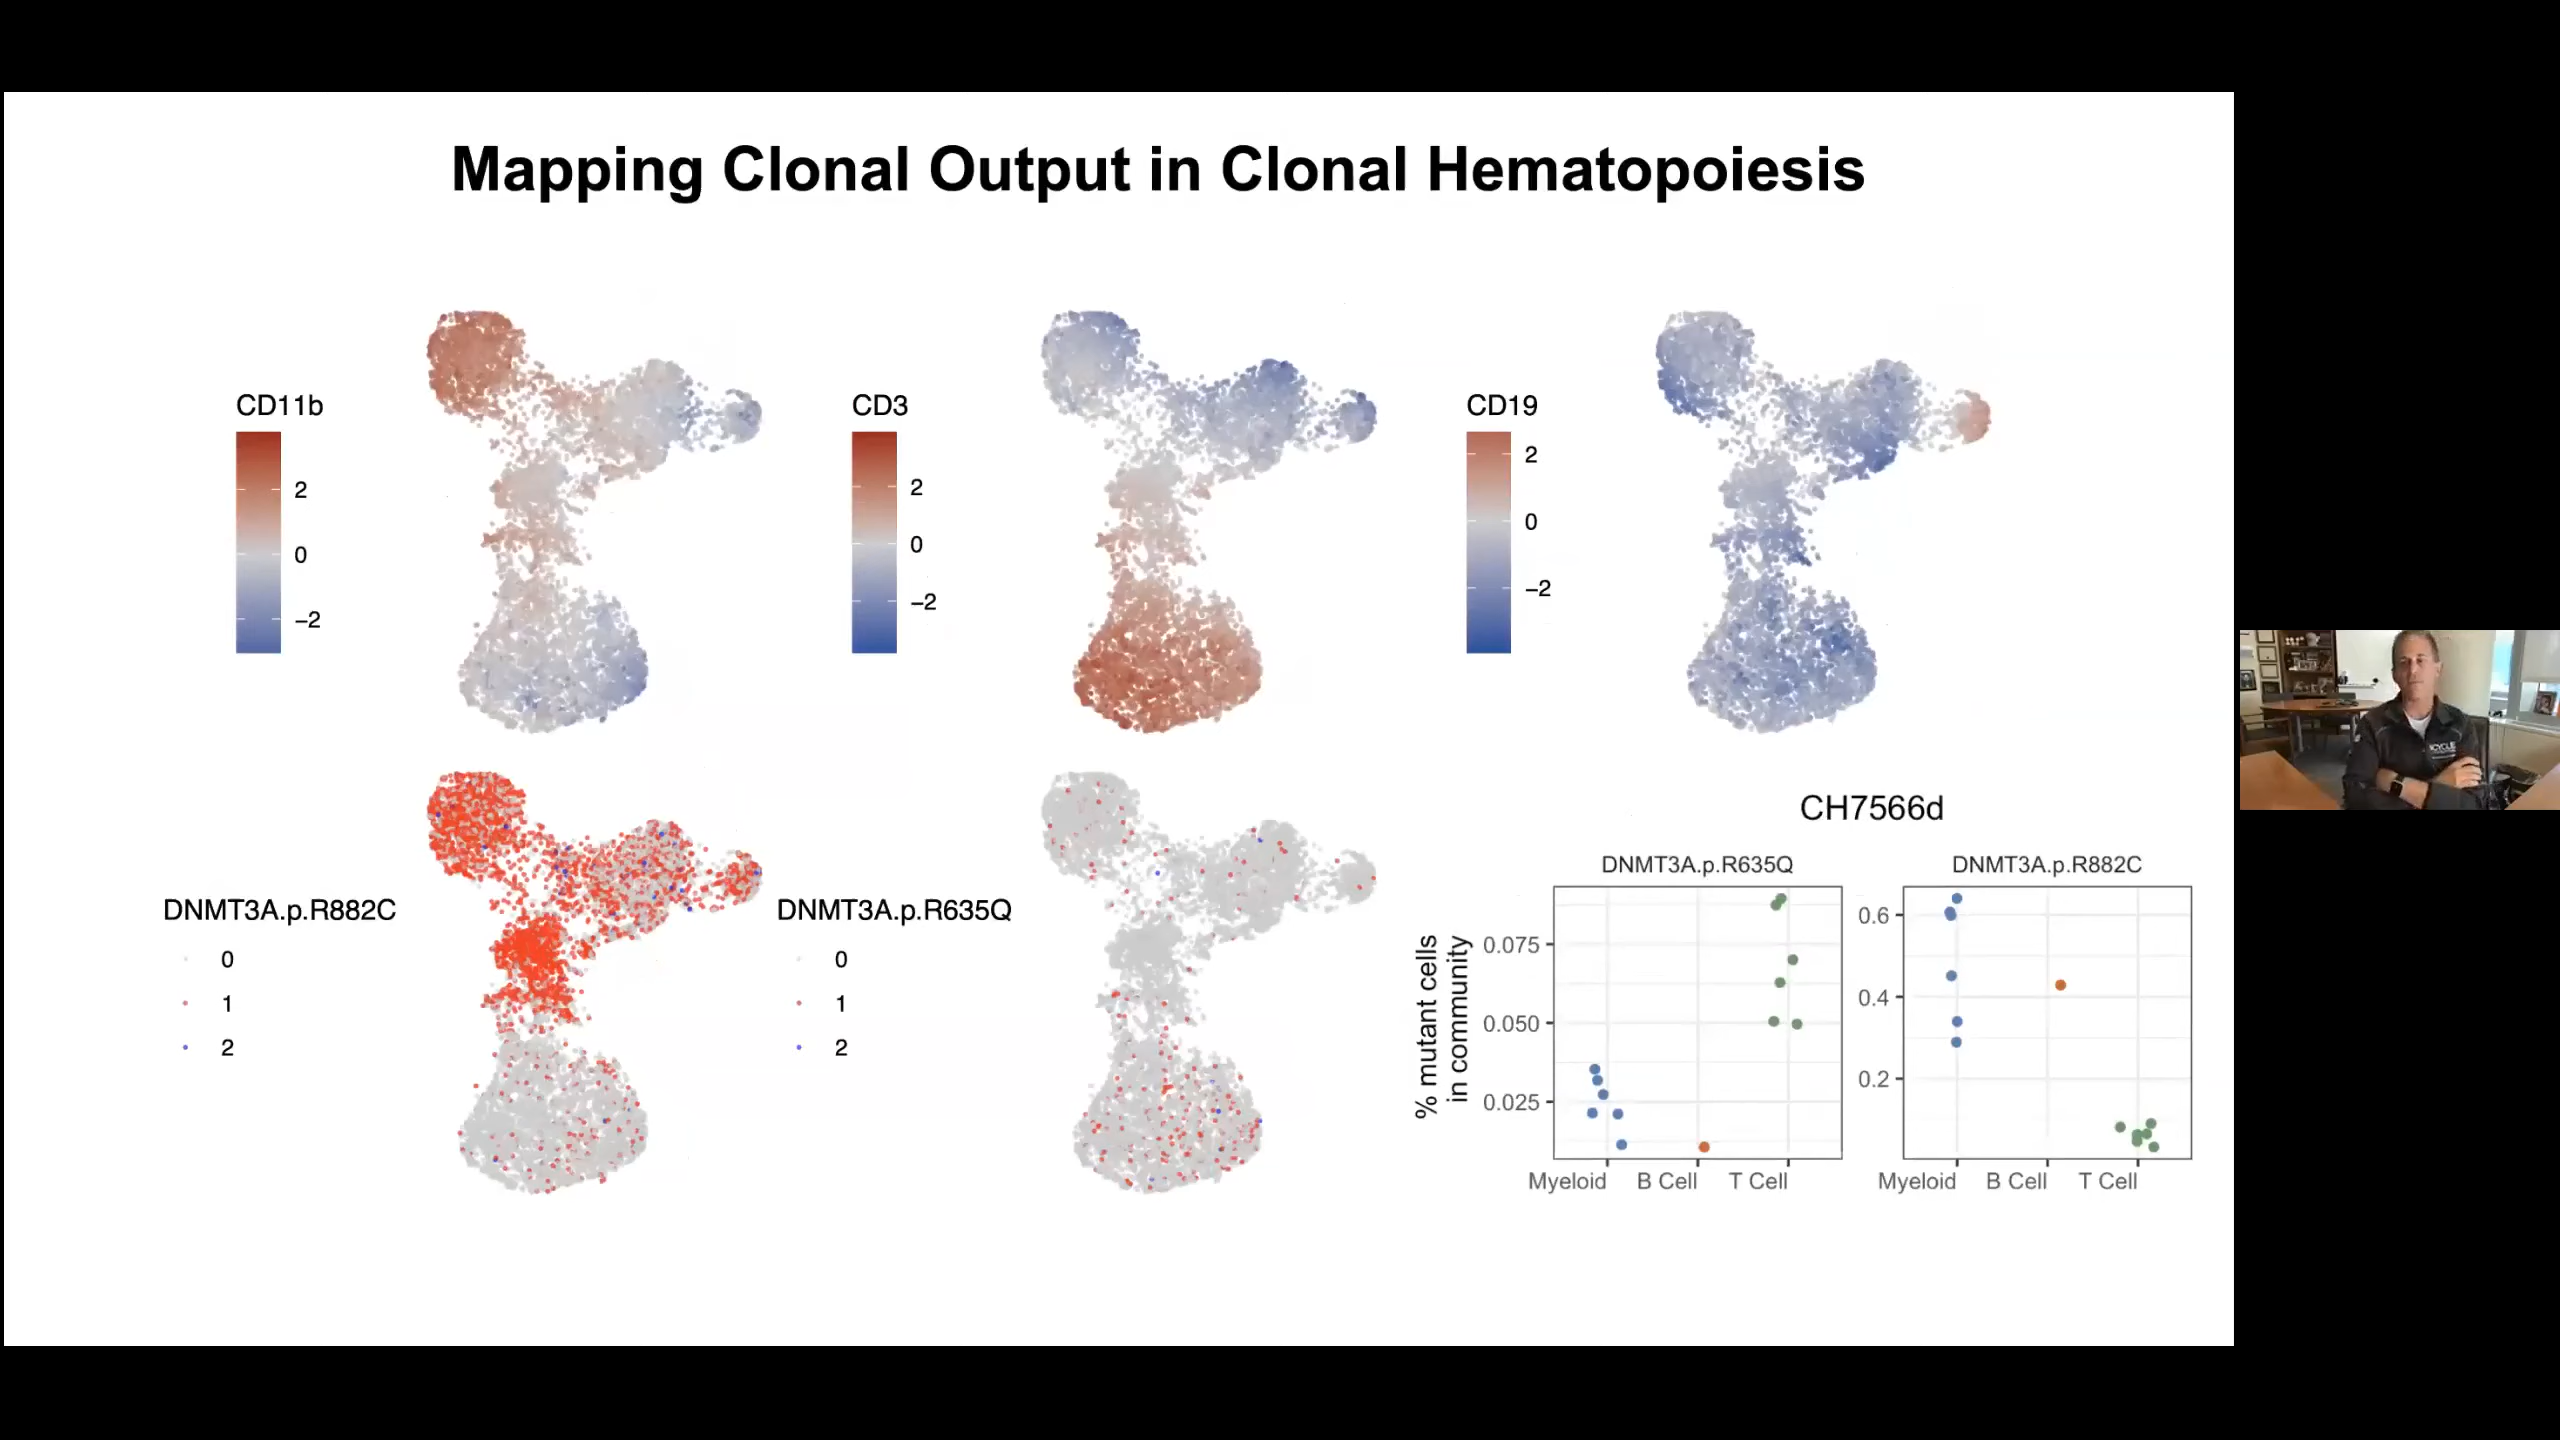 Mapping Clonal Output in Clonal Hematopoiesis
CD11b
2
0
−2
CD3
2
0
−2
CD19
2
0
−2
DNMT3A.p.R882C
0
1
2
DNMT3A.p.R635Q
0
1
2
CH7566d
% mutant cells
in community
DNMT3A.p.R635Q
0.075
0.050
0.025
Myeloid B Cell T Cell
DNMT3A.p.R882C
0.6
0.4
0.2
Myeloid B Cell T Cell